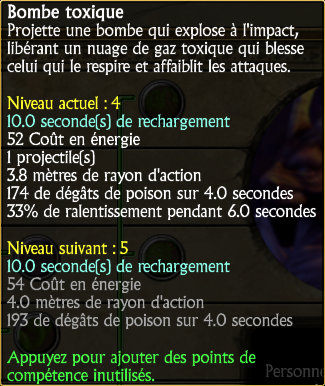 Bombe toxique
Projette une bombe qui explose à l'impact,
libérant un nuage de gaz toxique qui blesse
celui qui le respire et affaiblit les attaques.
Niveau actuel : 4
10.0 seconde(s) de rechargement
52 Coût en énergie
1 projectile(s)
3.8 mètres de rayon d'action
174 de dégâts de poison sur 4.0 secondes
33% de ralentissement pendant 6.0 secondes
Niveau suivant : 5
10.0 seconde(s) de rechargement
54 Coût en énergie
4.0 mètres de rayon d'action
193 de dégâts de poison sur 4.0 secondes
Personne
Appuyez pour ajouter des points de
compétence inutilisés.